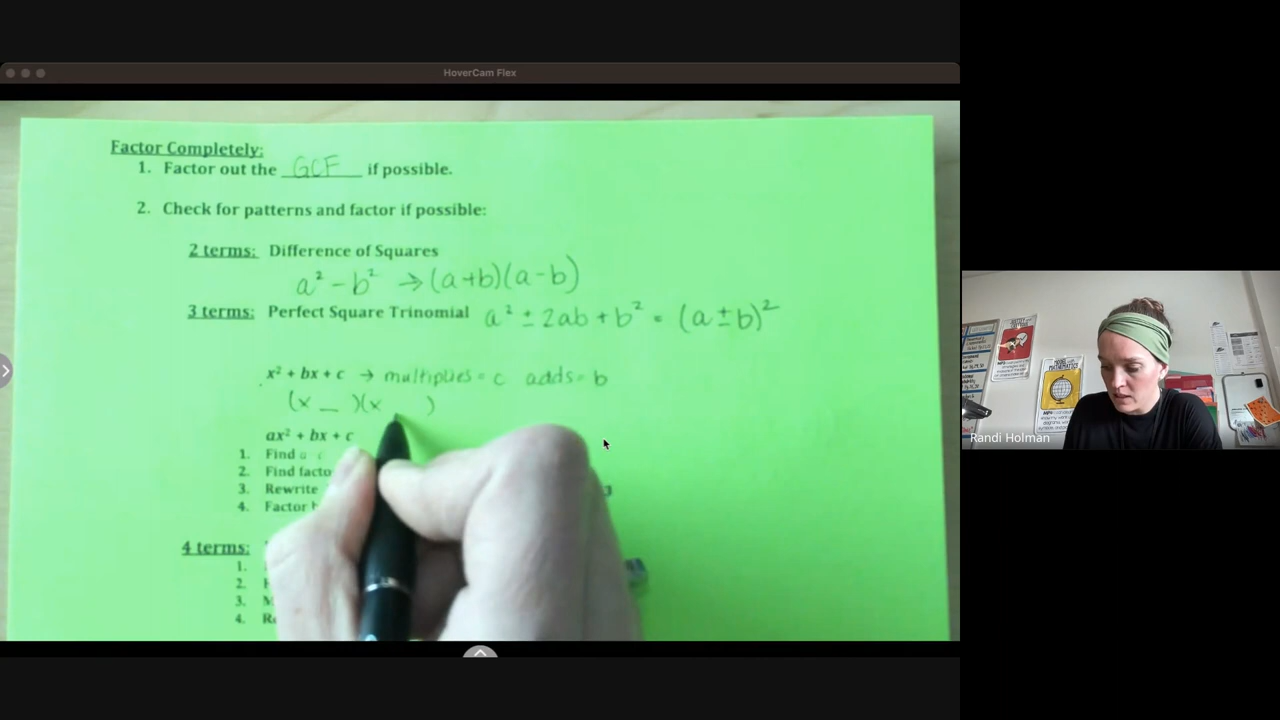 HoverCam Flex
Factor Completely:
1. Factor out the GCF if possible.
2. Check for patterns and factor if possible:
2 terms: Difference of Squares
a² - b² → (a+b)(a-b)
3 terms: Perfect Square Trinomial a² ± 2ab + b² = (a±b)²
x² + bx + c → multiplies = c adds = b
(x _ )(x )
ax² + bx + c
1. Find a c
2. Find facto
3. Rewrite
4. Factor b
4 terms:
1.
2.
3.
4.
MATHEMATICS
Randi Holman